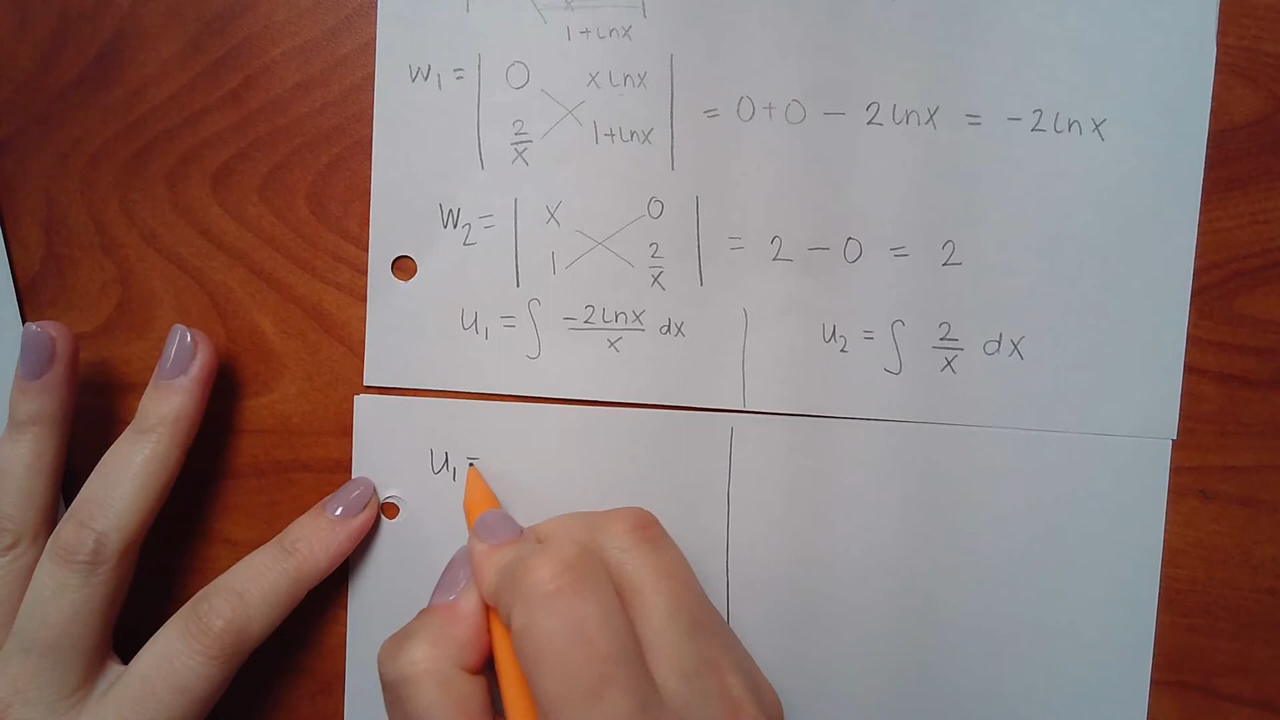 1+lnx
W₁ = | 0 xlnx |
| 2/x 1+lnx | = 0+0 − 2lnx = -2lnx
W₂ = | x 0 |
| 1 2/x | = 2 − 0 = 2
u₁ = ∫ -2lnx/x dx | u₂ = ∫ 2/x dx
u₁ =